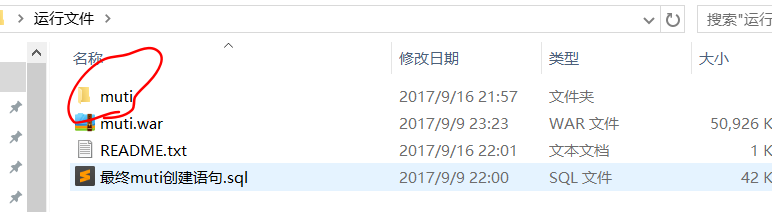 运行文件 搜索"运行
名称 修改日期 类型 大小
muti 2017/9/16 21:57 文件夹
muti.war 2017/9/9 23:23 WAR 文件 50,926 K
README.txt 2017/9/16 22:01 文本文档 1 K
最终muti创建语句.sql 2017/9/9 22:00 SQL 文件 42 K